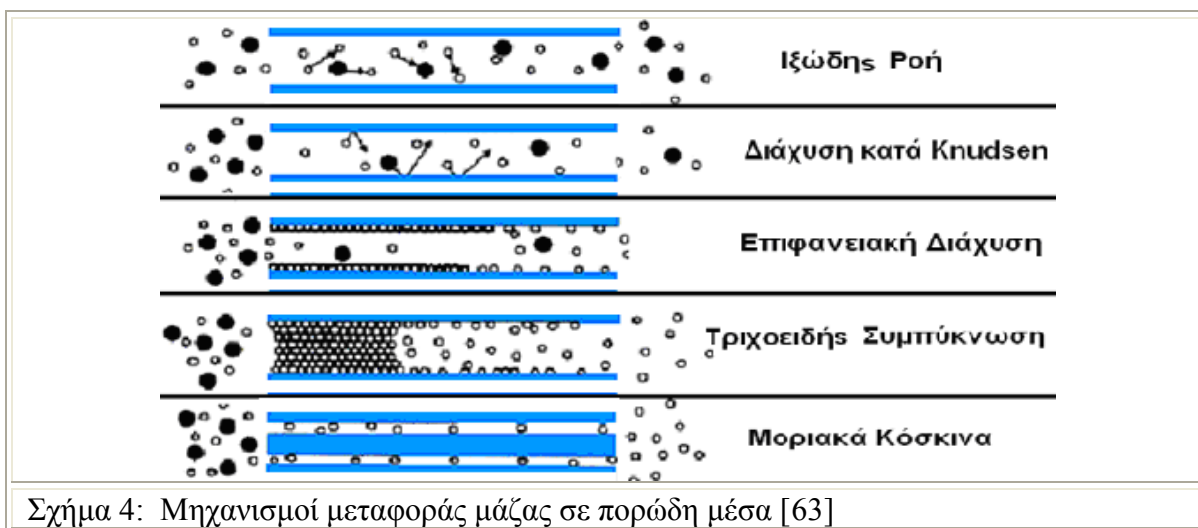 Ιξώδης Ροή
Διάχυση κατά Knudsen
Επιφανειακή Διάχυση
Τριχοειδής Συμπύκνωση
Μοριακά Κόσκινα
Σχήμα 4: Μηχανισμοί μεταφοράς μάζας σε πορώδη μέσα [63]